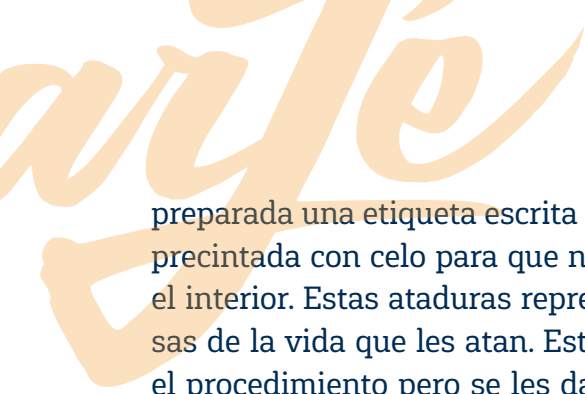 arTé
preparada una etiqueta escrita
precintada con celo para que n
el interior. Estas ataduras repre
sas de la vida que les atan. Est
el procedimiento pero se les da